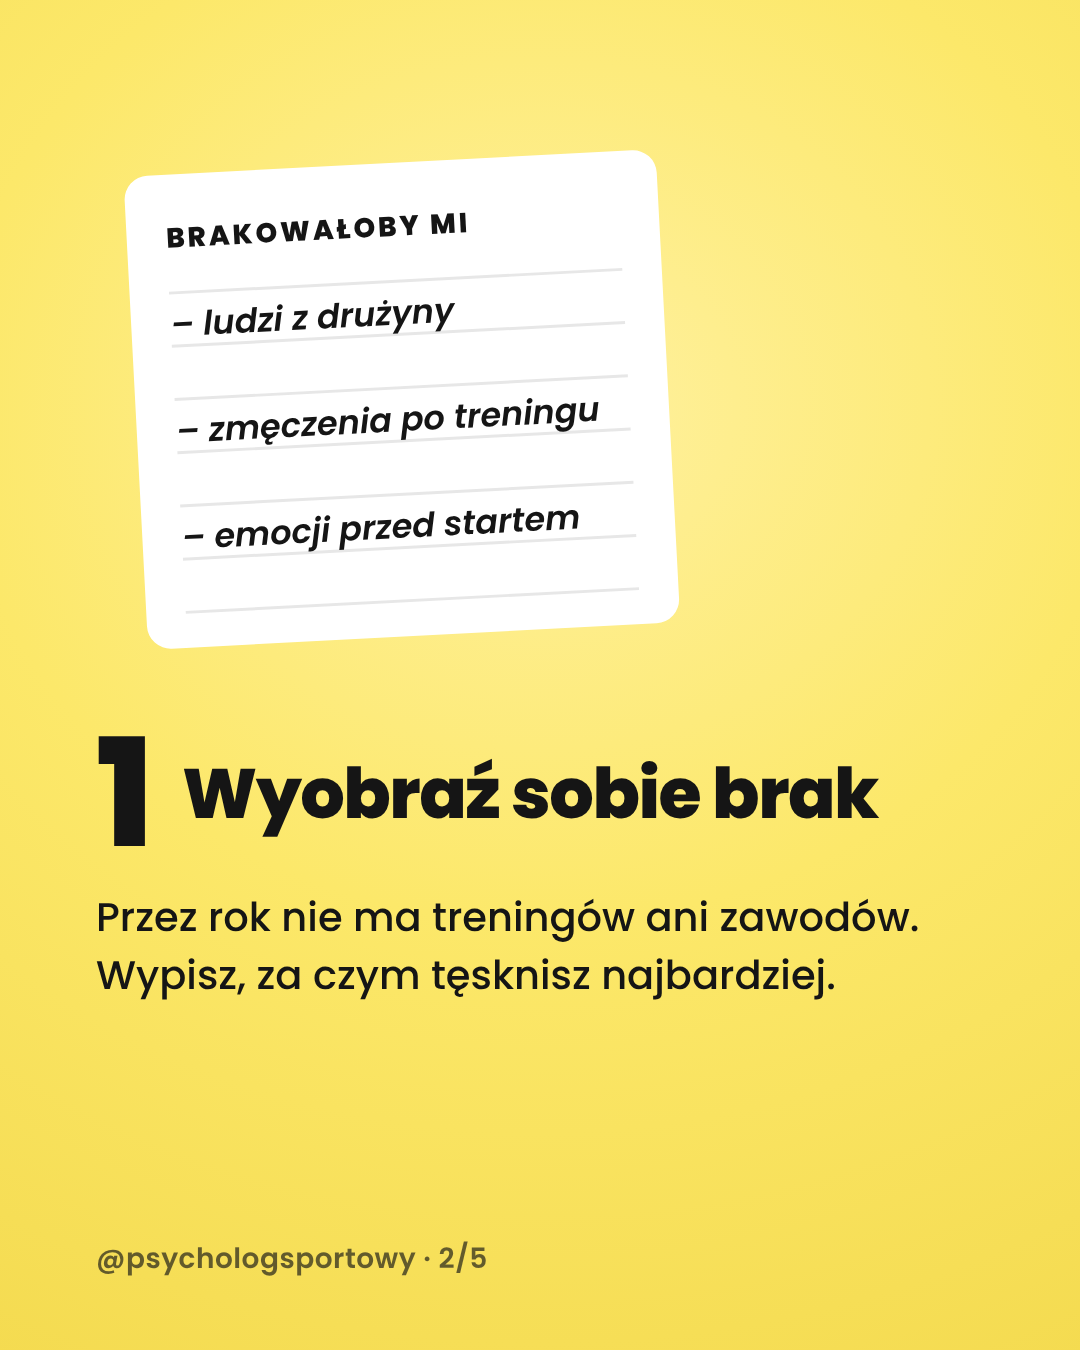 BRAKOWAŁOBY MI
– ludzi z drużyny
– zmęczenia po treningu
– emocji przed startem
1 Wyobraź sobie brak
Przez rok nie ma treningów ani zawodów.
Wypisz, za czym tęsknisz najbardziej.
@psychologsportowy · 2/5